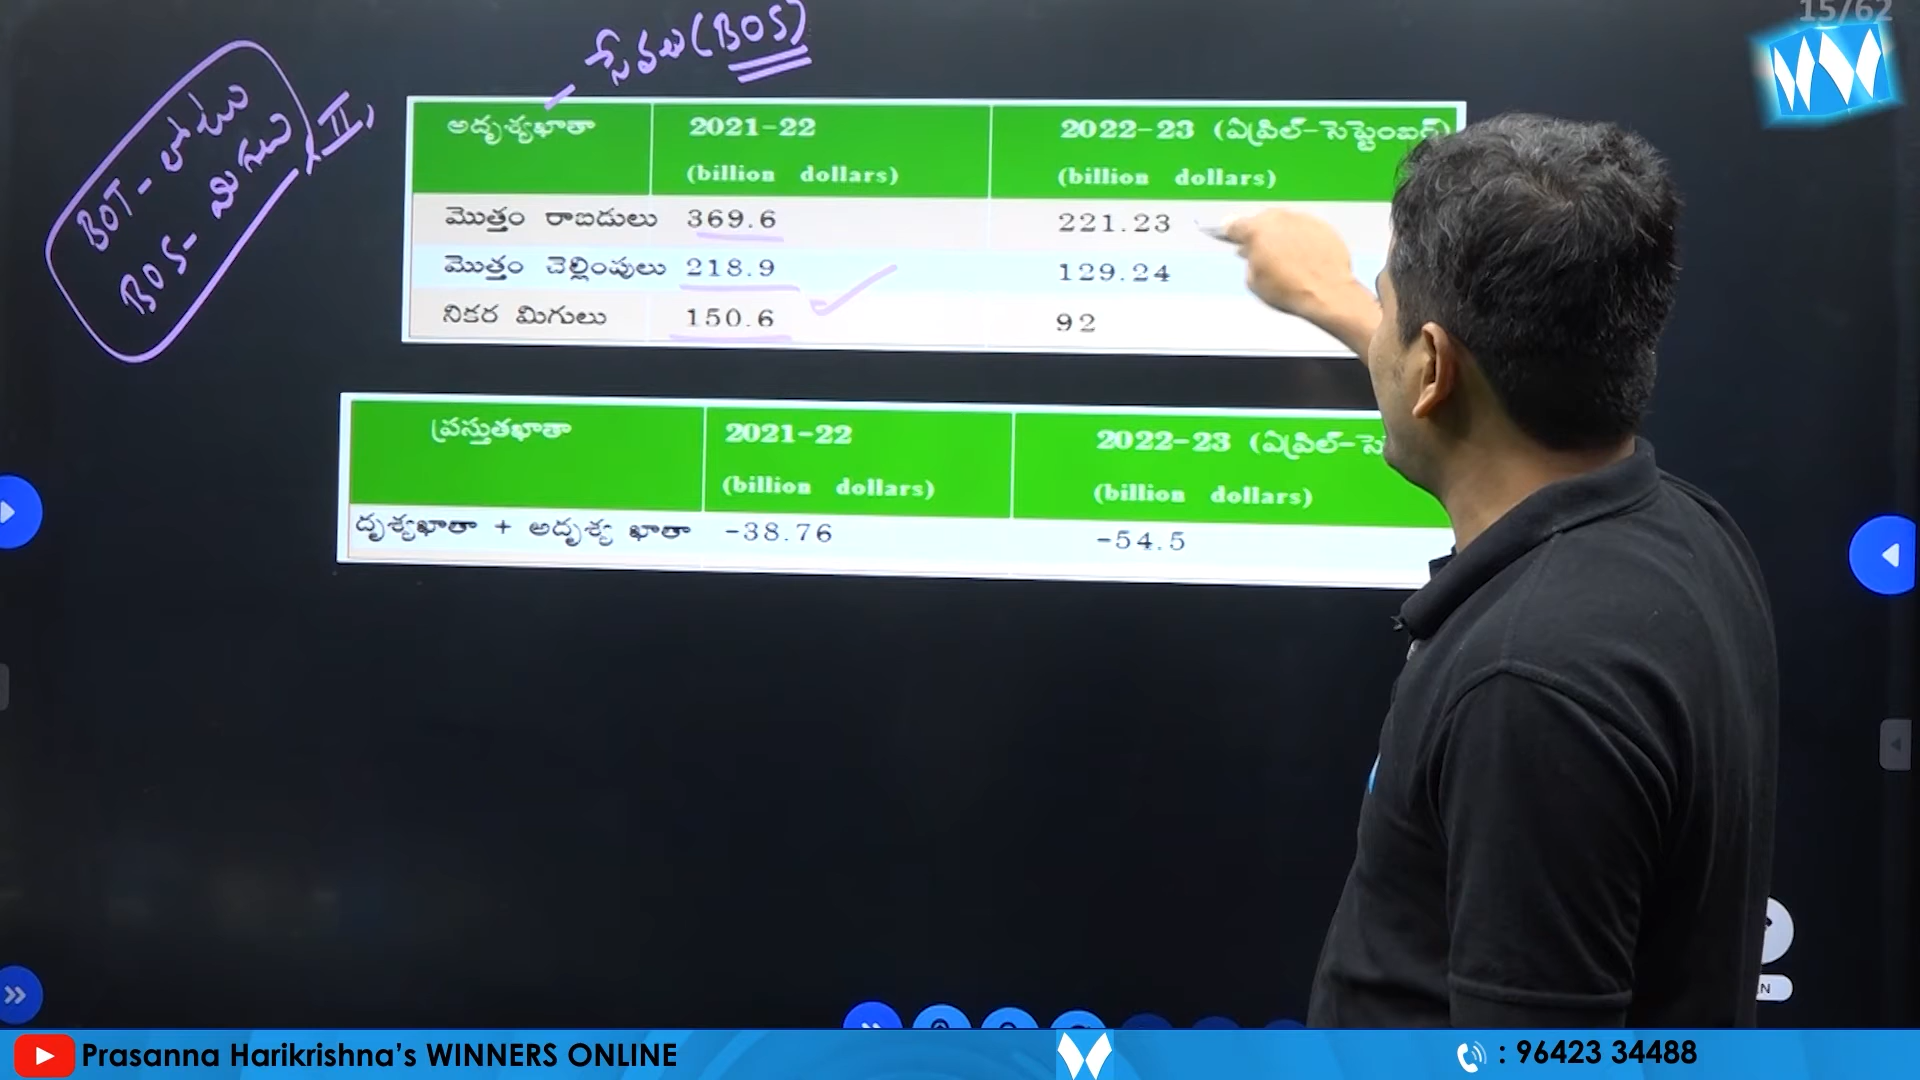 15/62
- సేవలు (BOS)
BOT - లోటు
BOS - మిగులు
II,
అదృశ్యఖాతా 2021-22 (billion dollars) 2022-23 (ఏప్రిల్-సెప్టెంబర్) (billion dollars)
మొత్తం రాబడులు 369.6 221.23
మొత్తం చెల్లింపులు 218.9 129.24
నికర మిగులు 150.6 92
ప్రస్తుతఖాతా 2021-22 (billion dollars) 2022-23 (ఏప్రిల్-సె (billion dollars)
దృశ్యఖాతా + అదృశ్య ఖాతా -38.76 -54.5
Prasanna Harikrishna's WINNERS ONLINE
: 96423 34488